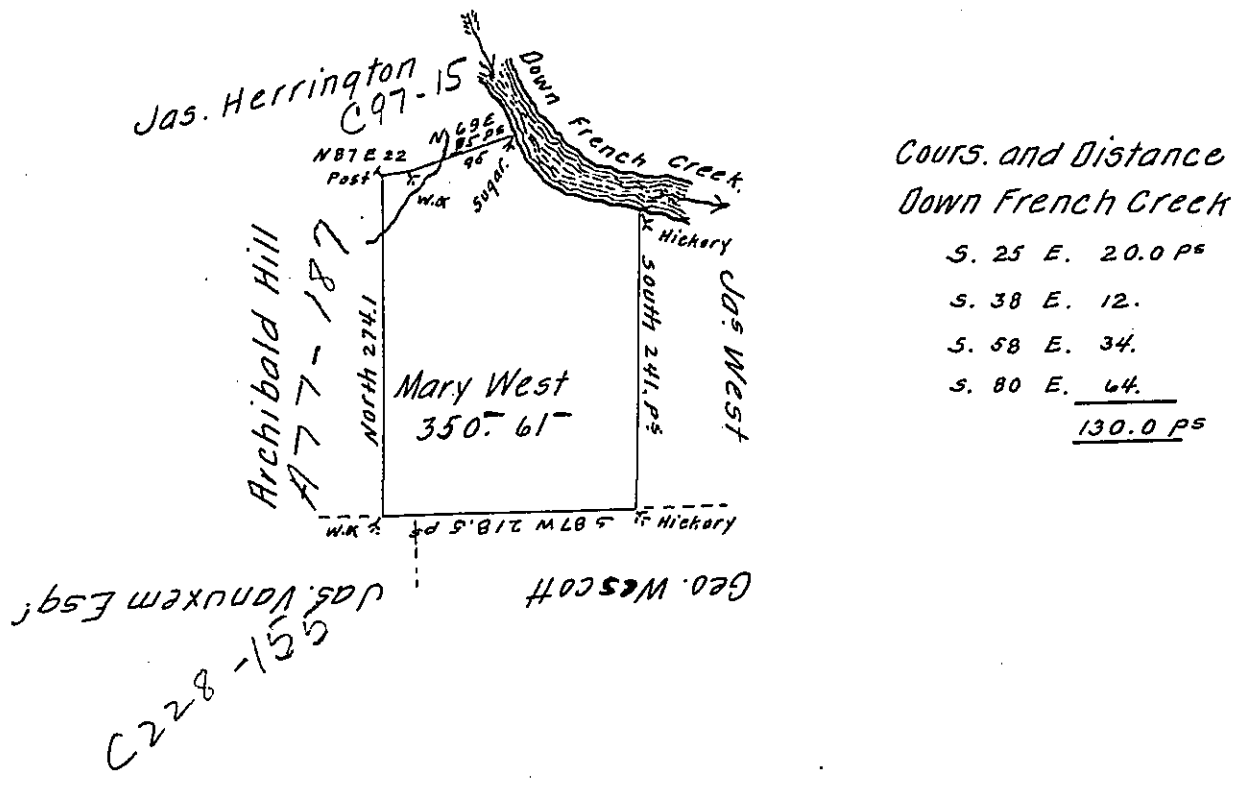 Jas. Herrington
C97-15
Down French Creek.
N 69 E
85 Ps
96
N 87 E 22
Post
W.K
Sugar.
Hickory
Archibald Hill
A77-187
North 274.1
Mary West
350.- 61-
South 241. Ps
Jas. West
W.K
S 87 W 218.5 Ps
Hickory
Jas. Vanuxem Esqr.
Geo. Wescott
C228-155
Cours. and Distance
Down French Creek
S. 25 E. 20.0 Ps
S. 38 E. 12.
S. 58 E. 34.
S. 80 E. 64.
130.0 Ps